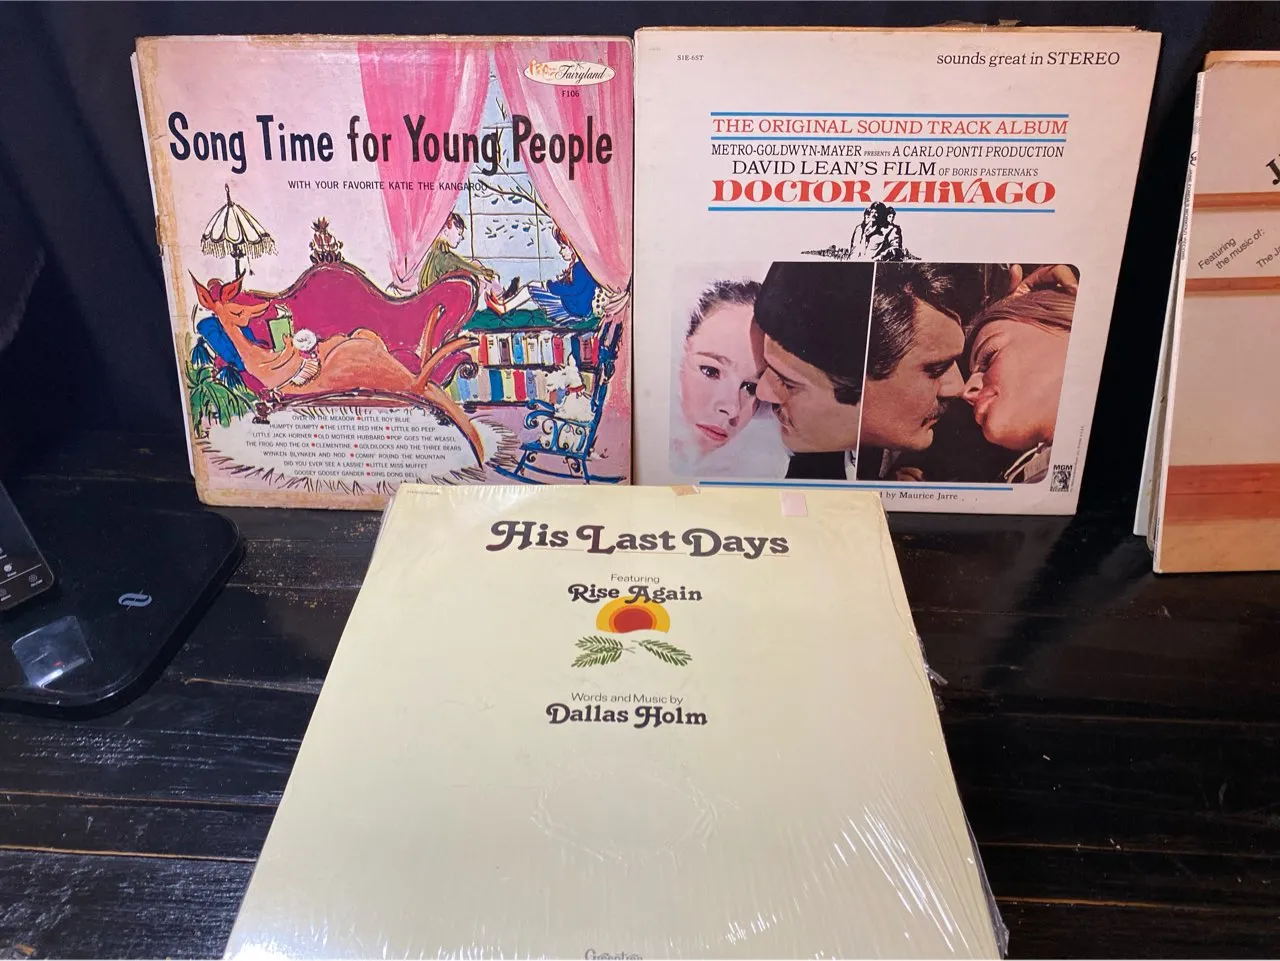 Fairyland
F106
Song Time for Young People
WITH YOUR FAVORITE KATIE THE KANGAROO
OVER IN THE MEADOW • LITTLE BOY BLUE
HUMPTY DUMPTY • THE LITTLE RED HEN • LITTLE BO PEEP
LITTLE JACK HORNER • OLD MOTHER HUBBARD • POP GOES THE WEASEL
THE FROG AND THE OX • CLEMENTINE • GOLDILOCKS AND THE THREE BEARS
WYNKEN BLYNKEN AND NOD • COMIN' ROUND THE MOUNTAIN
DID YOU EVER SEE A LASSIE? • LITTLE MISS MUFFET
GOOSEY GOOSEY GANDER • DING DONG BELL
S1E-6ST
sounds great in STEREO
THE ORIGINAL SOUND TRACK ALBUM
METRO-GOLDWYN-MAYER PRESENTS A CARLO PONTI PRODUCTION
DAVID LEAN'S FILM OF BORIS PASTERNAK'S
DOCTOR ZHiVAGO
MGM
by Maurice Jarre
Featuring
the music of:
His Last Days
Featuring
Rise Again
Words and Music by
Dallas Holm